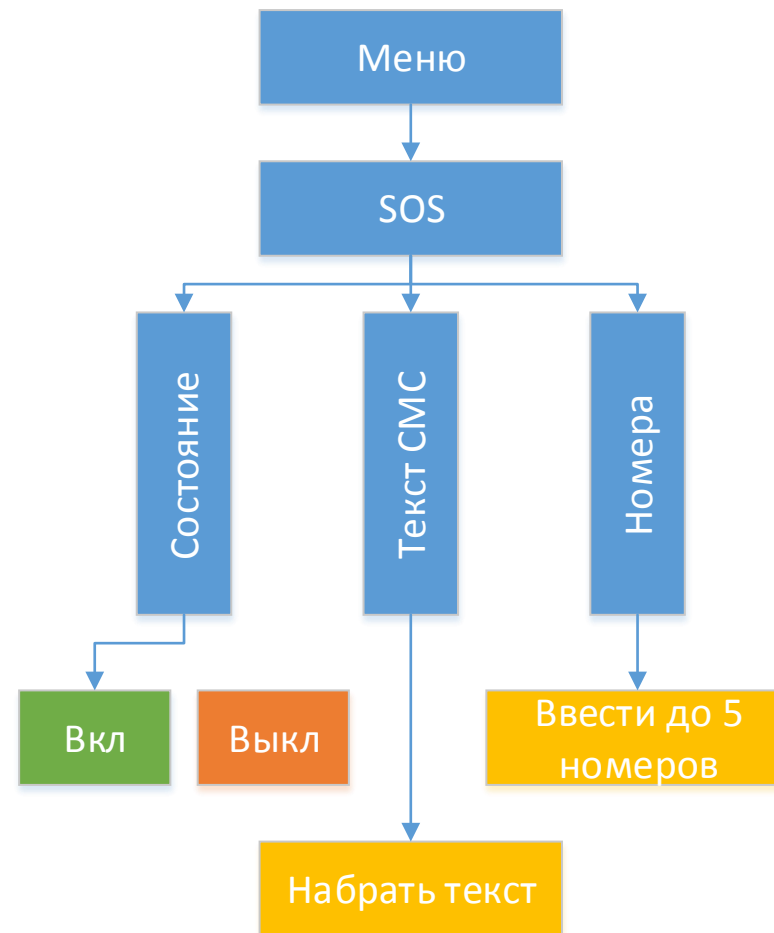 Меню
SOS
Состояние
Текст СМС
Номера
Вкл
Выкл
Ввести до 5
номеров
Набрать текст